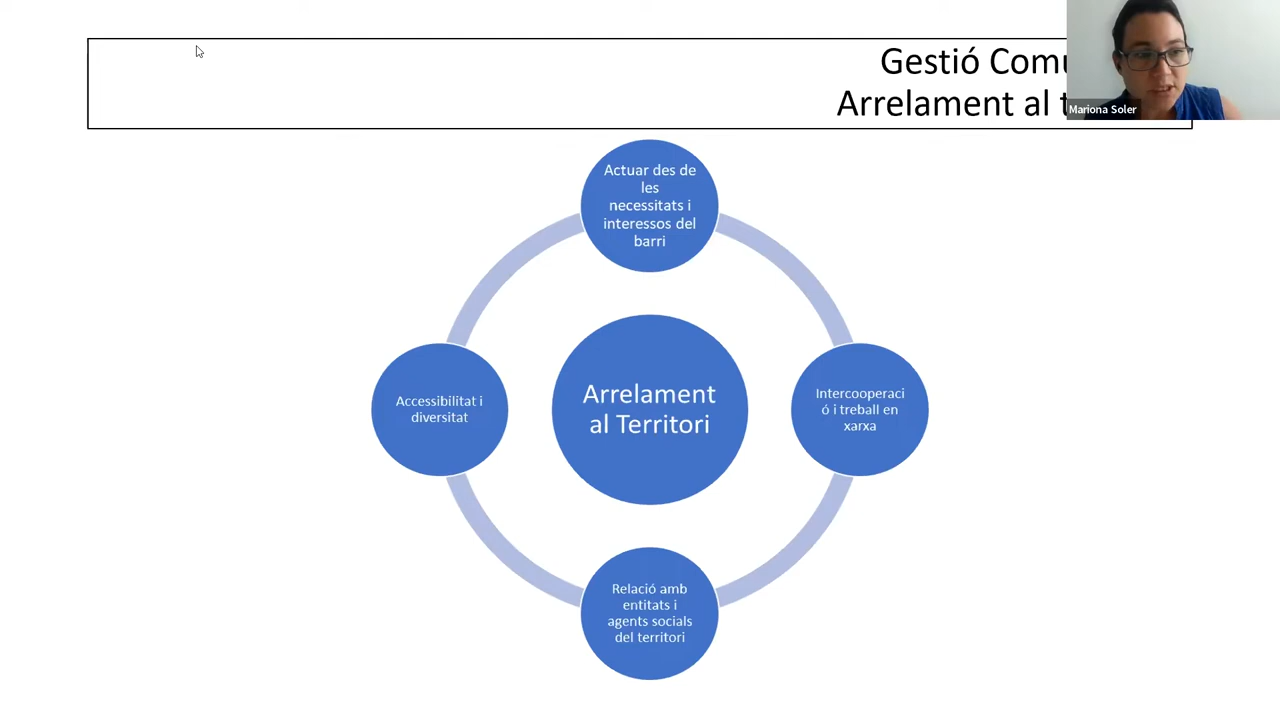 Gestió Comu
Arrelament al t
Mariona Soler
Actuar des de
les
necessitats i
interessos del
barri
Accessibilitat i
diversitat
Arrelament
al Territori
Intercooperaci
ó i treball en
xarxa
Relació amb
entitats i
agents socials
del territori